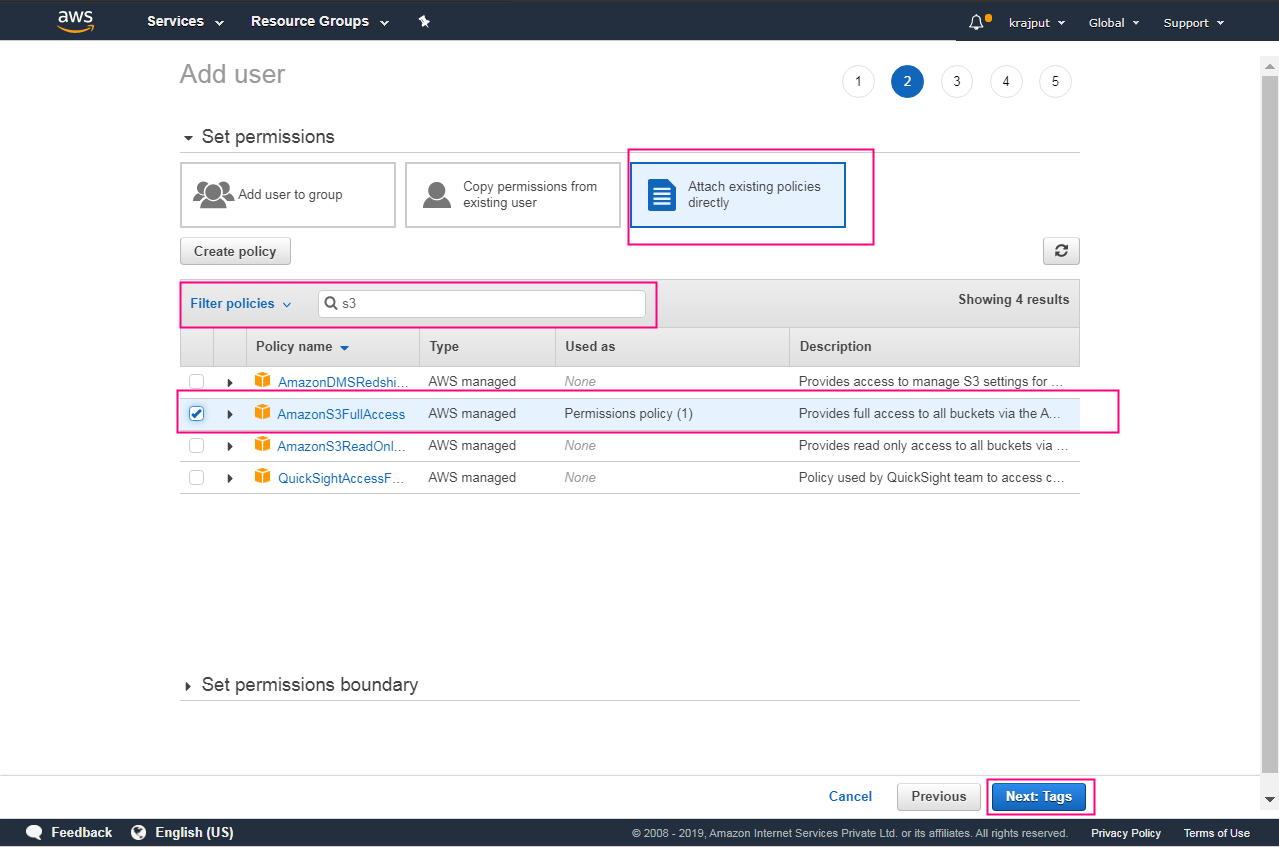 aws Services Resource Groups krajput Global Support
Add user
1 2 3 4 5
Set permissions
Add user to group
Copy permissions from
existing user
Attach existing policies
directly
Create policy
Filter policies s3 Showing 4 results
Policy name Type Used as Description
AmazonDMSRedshi... AWS managed None Provides access to manage S3 settings for ...
AmazonS3FullAccess AWS managed Permissions policy (1) Provides full access to all buckets via the A...
AmazonS3ReadOnl... AWS managed None Provides read only access to all buckets via ...
QuickSightAccessF... AWS managed None Policy used by QuickSight team to access c...
Set permissions boundary
Cancel Previous Next: Tags
Feedback English (US) © 2008 - 2019, Amazon Internet Services Private Ltd. or its affiliates. All rights reserved. Privacy Policy Terms of Use